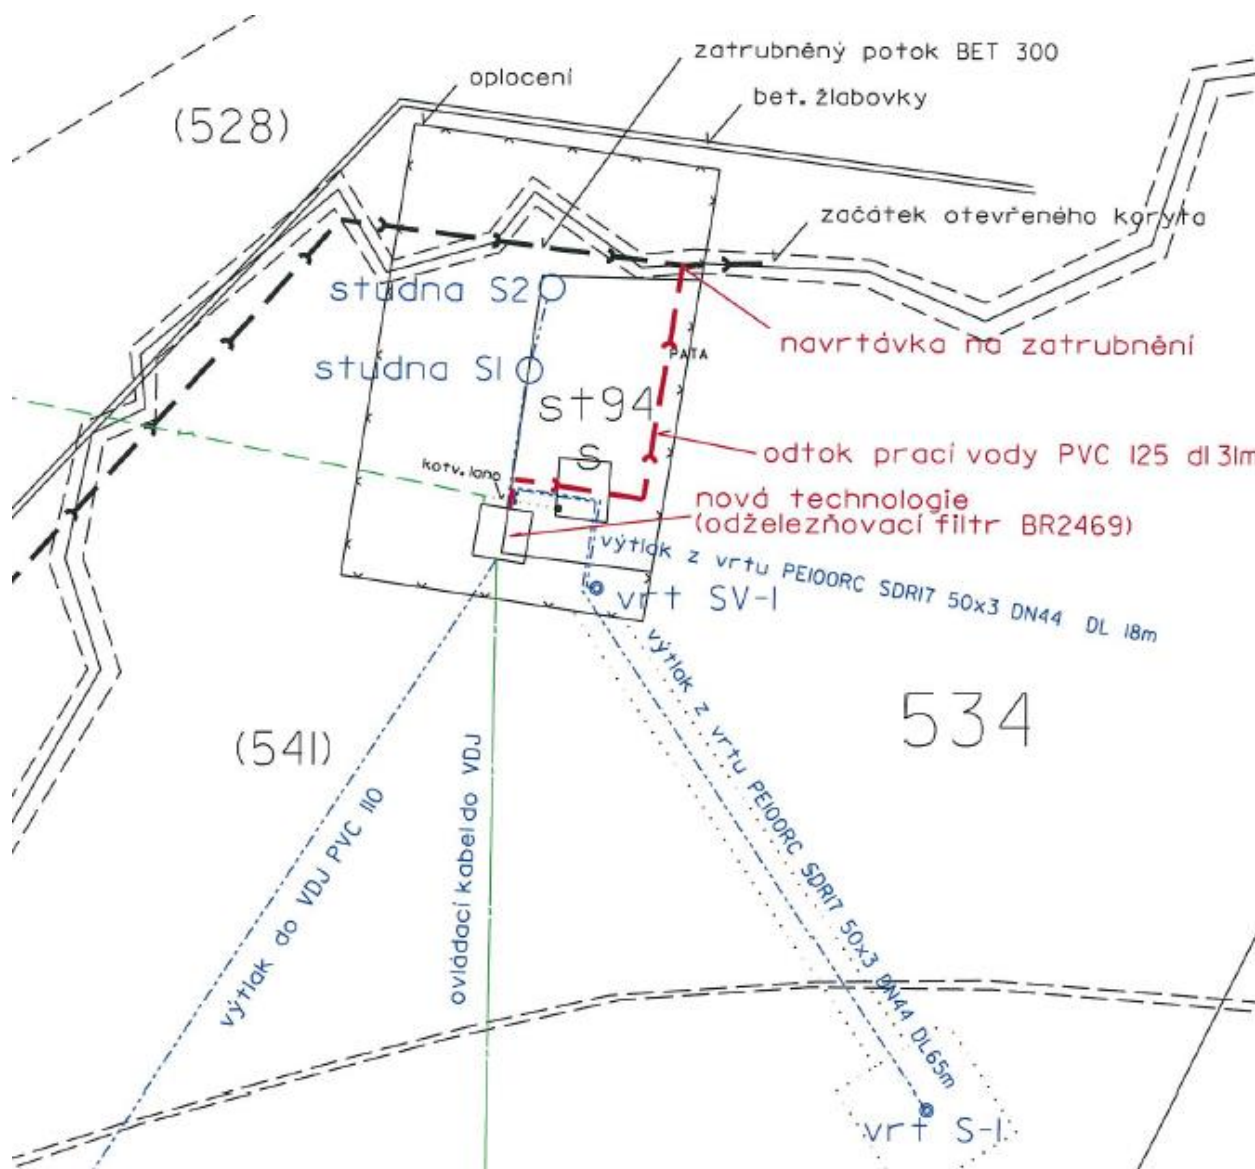 zatrubněný potok BET 300
oplocení
bet. žlabovky
(528)
začátek otevřeného koryta
studna S2
navrtávka na zatrubnění
PATA
studna S1
st94
S
odtok prací vody PVC 125 dl 31m
kotv. lano
nová technologie
(odželezňovací filtr BR2469)
výtlak z vrtu PE100RC SDR17 50x3 DN44 DL 18m
vrt SV-1
výtlak z vrtu PE100RC SDR17 50x3 DN44 DL65m
534
(541)
výtlak do VDJ PVC 110
ovládací kabel do VDJ
vrt S-1